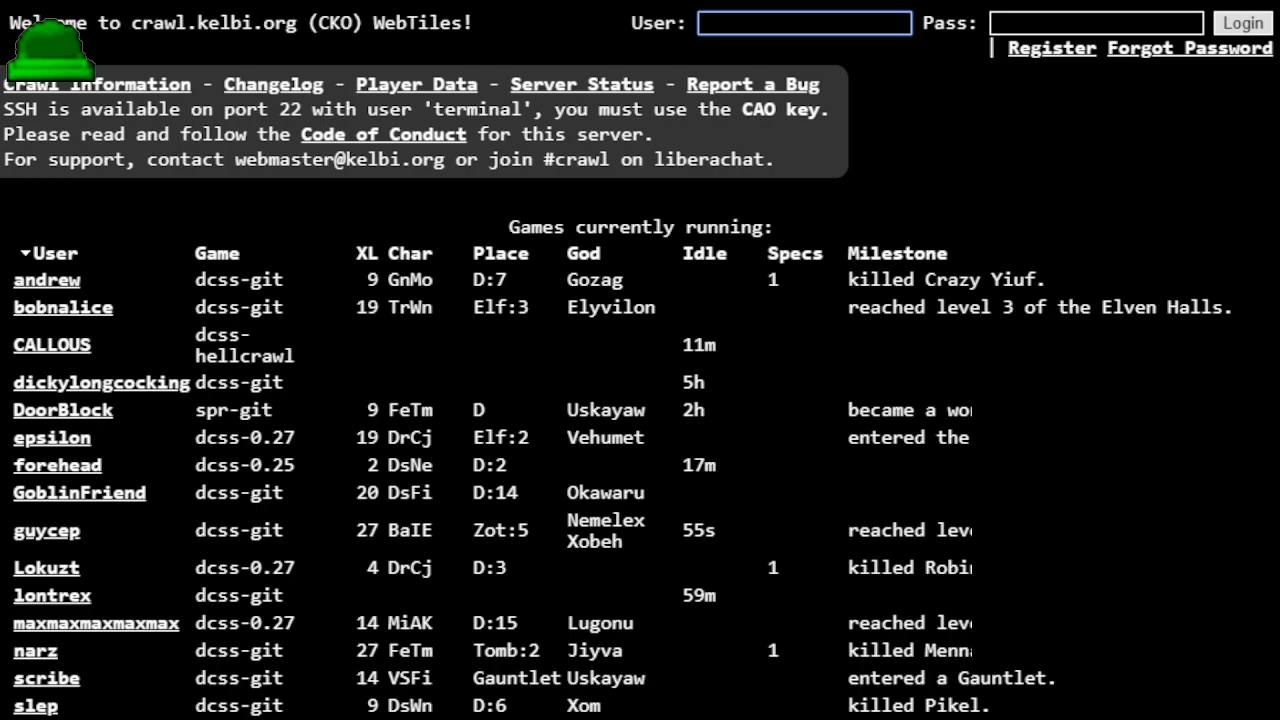 Welcome to crawl.kelbi.org (CKO) WebTiles! User: Pass: Login
| Register Forgot Password
Crawl Information - Changelog - Player Data - Server Status - Report a Bug
SSH is available on port 22 with user 'terminal', you must use the CAO key.
Please read and follow the Code of Conduct for this server.
For support, contact webmaster@kelbi.org or join #crawl on liberachat.
Games currently running:
User Game XL Char Place God Idle Specs Milestone
andrew dcss-git 9 GnMo D:7 Gozag 1 killed Crazy Yiuf.
bobnalice dcss-git 19 TrWn Elf:3 Elyvilon reached level 3 of the Elven Halls.
CALLOUS dcss-hellcrawl 11m
dickylongcocking dcss-git 5h
DoorBlock spr-git 9 FeTm D Uskayaw 2h became a
epsilon dcss-0.27 19 DrCj Elf:2 Vehumet entered the
forehead dcss-0.25 2 DsNe D:2 17m
GoblinFriend dcss-git 20 DsFi D:14 Okawaru
guycep dcss-git 27 BaIE Zot:5 Nemelex Xobeh 55s reached
Lokuzt dcss-0.27 4 DrCj D:3 1 killed
lontrex dcss-git 59m
maxmaxmaxmaxmax dcss-0.27 14 MiAK D:15 Lugonu reached
narz dcss-git 27 FeTm Tomb:2 Jiyva 1 killed
scribe dcss-git 14 VSFi Gauntlet Uskayaw entered a Gauntlet.
slep dcss-git 9 DsWn D:6 Xom killed Pikel.